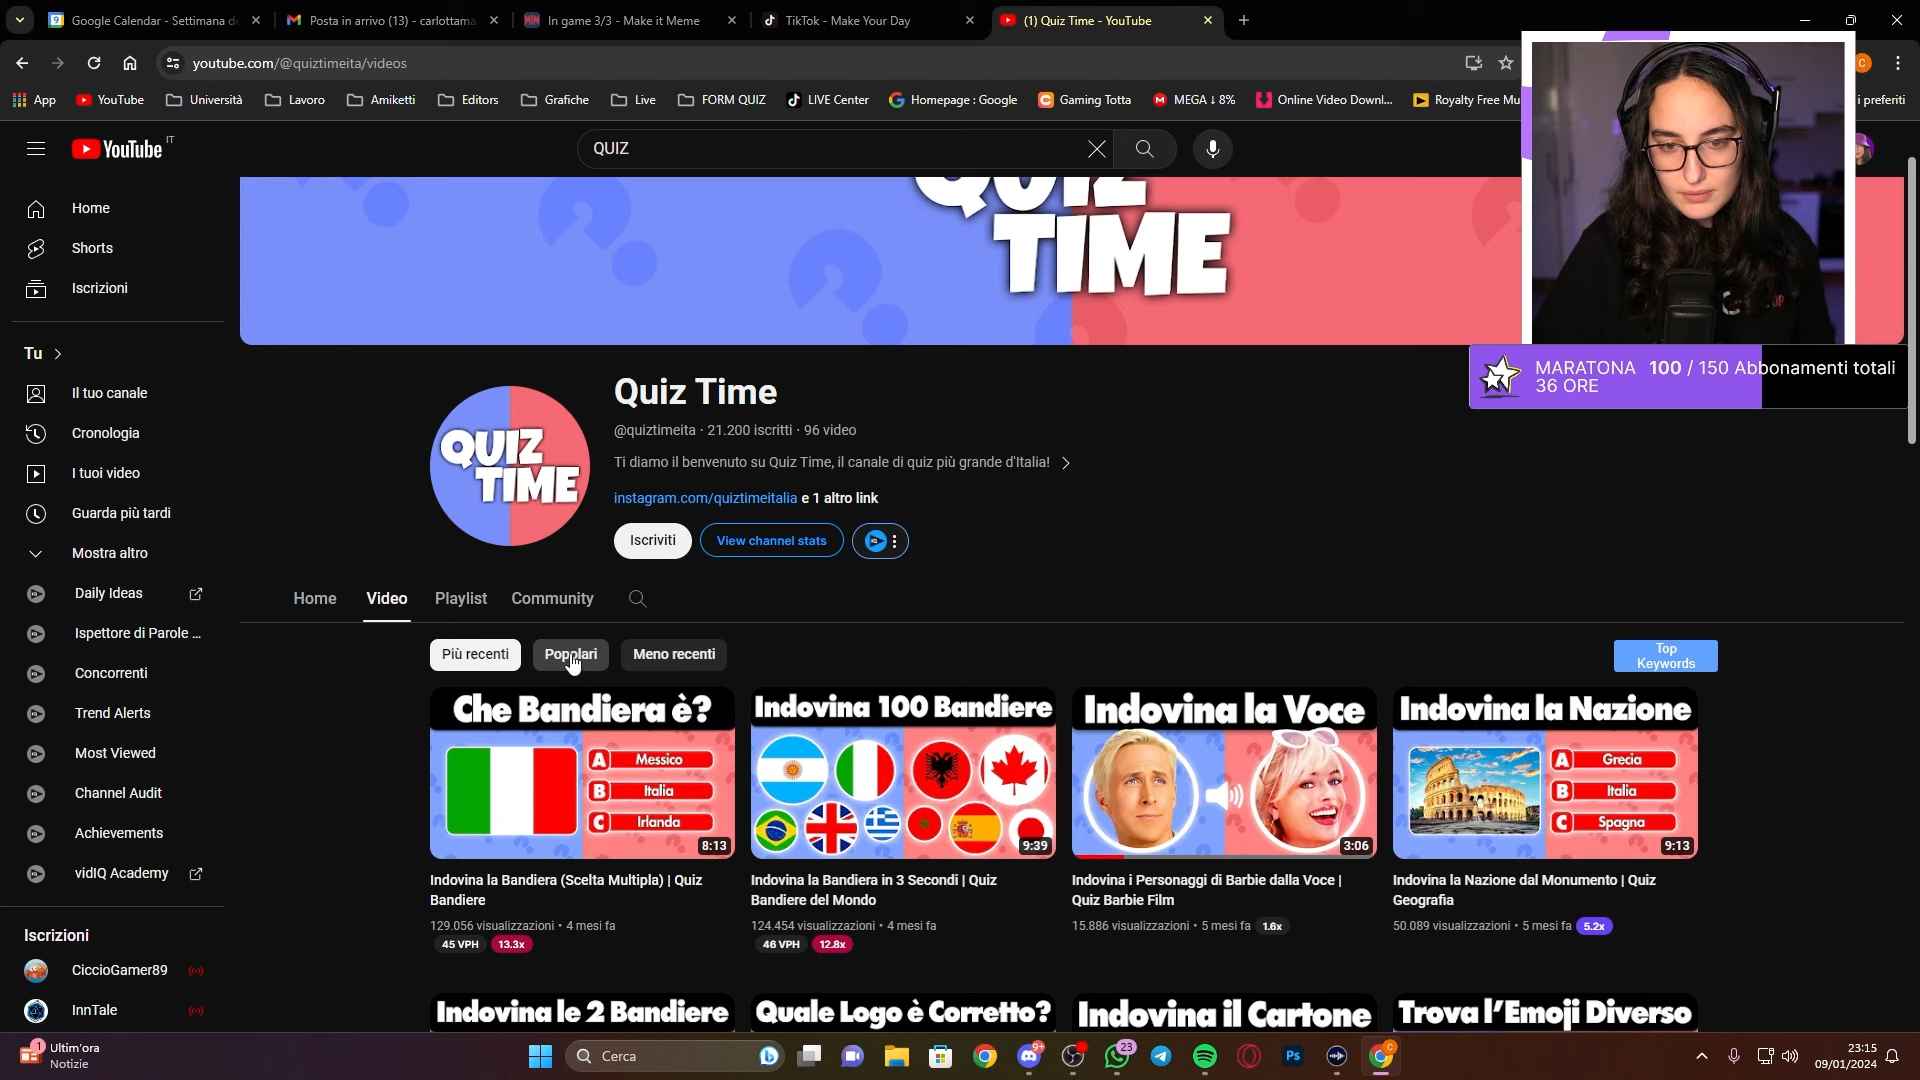 Google Calendar - Settimana d
Posta in arrivo (13) - carlottama
In game 3/3 - Make it Meme
TikTok - Make Your Day
(1) Quiz Time - YouTube
youtube.com/@quiztimeita/videos
C
App
YouTube
Università
Lavoro
Amiketti
Editors
Grafiche
Live
FORM QUIZ
LIVE Center
Homepage : Google
Gaming Totta
MEGA ↓ 8%
Online Video Downl...
Royalty Free Mu
i preferiti
YouTube IT
QUIZ
Home
Shorts
Iscrizioni
Tu
Il tuo canale
Cronologia
I tuoi video
Guarda più tardi
Mostra altro
Daily Ideas
Ispettore di Parole ...
Concorrenti
Trend Alerts
Most Viewed
Channel Audit
Achievements
vidIQ Academy
Iscrizioni
CiccioGamer89
InnTale
QUIZ
TIME
MARATONA 100 / 150 Abbonamenti totali
36 ORE
QUIZ
TIME
Quiz Time
@quiztimeita · 21.200 iscritti · 96 video
Ti diamo il benvenuto su Quiz Time, il canale di quiz più grande d'Italia!
instagram.com/quiztimeitalia e 1 altro link
Iscriviti
View channel stats
Home
Video
Playlist
Community
Più recenti
Popolari
Meno recenti
Top
Keywords
Che Bandiera è?
A Messico
B Italia
C Irlanda
8:13
Indovina la Bandiera (Scelta Multipla) | Quiz
Bandiere
129.056 visualizzazioni · 4 mesi fa
45 VPH 13.3x
Indovina 100 Bandiere
9:39
Indovina la Bandiera in 3 Secondi | Quiz
Bandiere del Mondo
124.454 visualizzazioni · 4 mesi fa
46 VPH 12.8x
Indovina la Voce
3:06
Indovina i Personaggi di Barbie dalla Voce |
Quiz Barbie Film
15.886 visualizzazioni · 5 mesi fa 1.6x
Indovina la Nazione
A Grecia
B Italia
C Spagna
9:13
Indovina la Nazione dal Monumento | Quiz
Geografia
50.089 visualizzazioni · 5 mesi fa 5.2x
Indovina le 2 Bandiere
Quale Logo è Corretto?
Indovina il Cartone
Trova l'Emoji Diverso
1
Ultim'ora
Notizie
Cerca
9+
23
Ps
C
23:15
09/01/2024